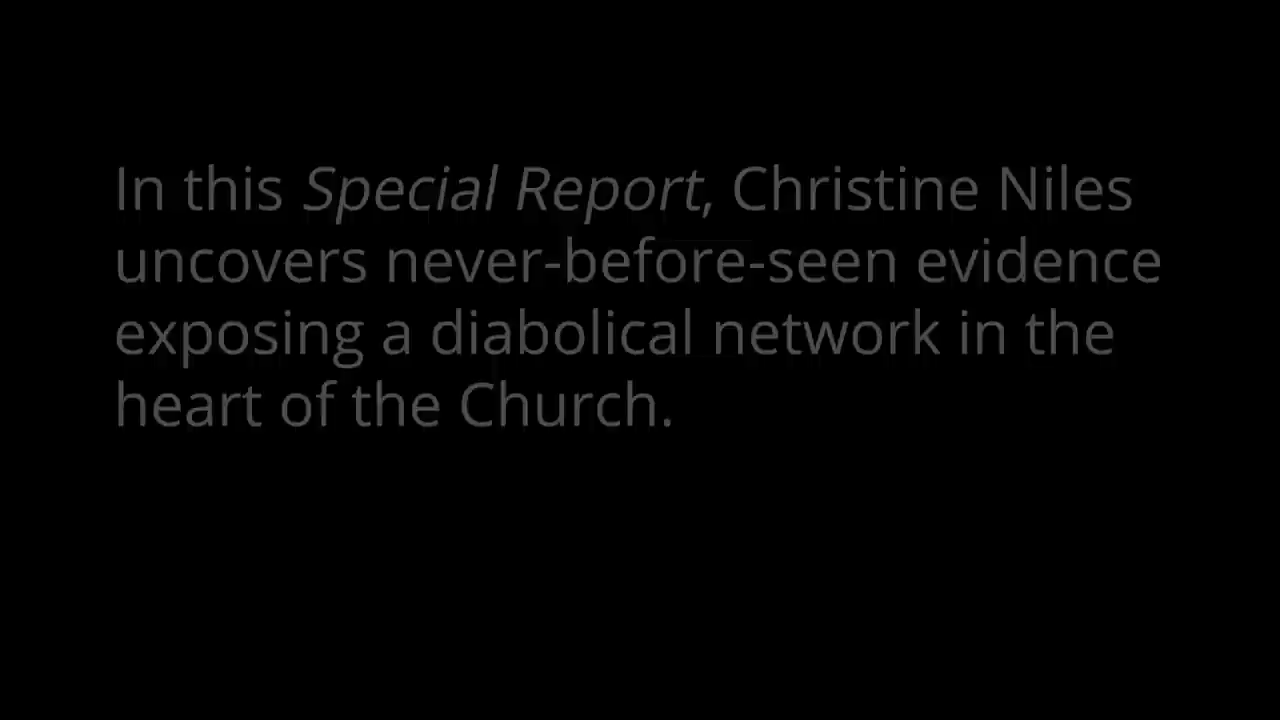 In this Special Report, Christine Niles
uncovers never-before-seen evidence
exposing a diabolical network in the
heart of the Church.